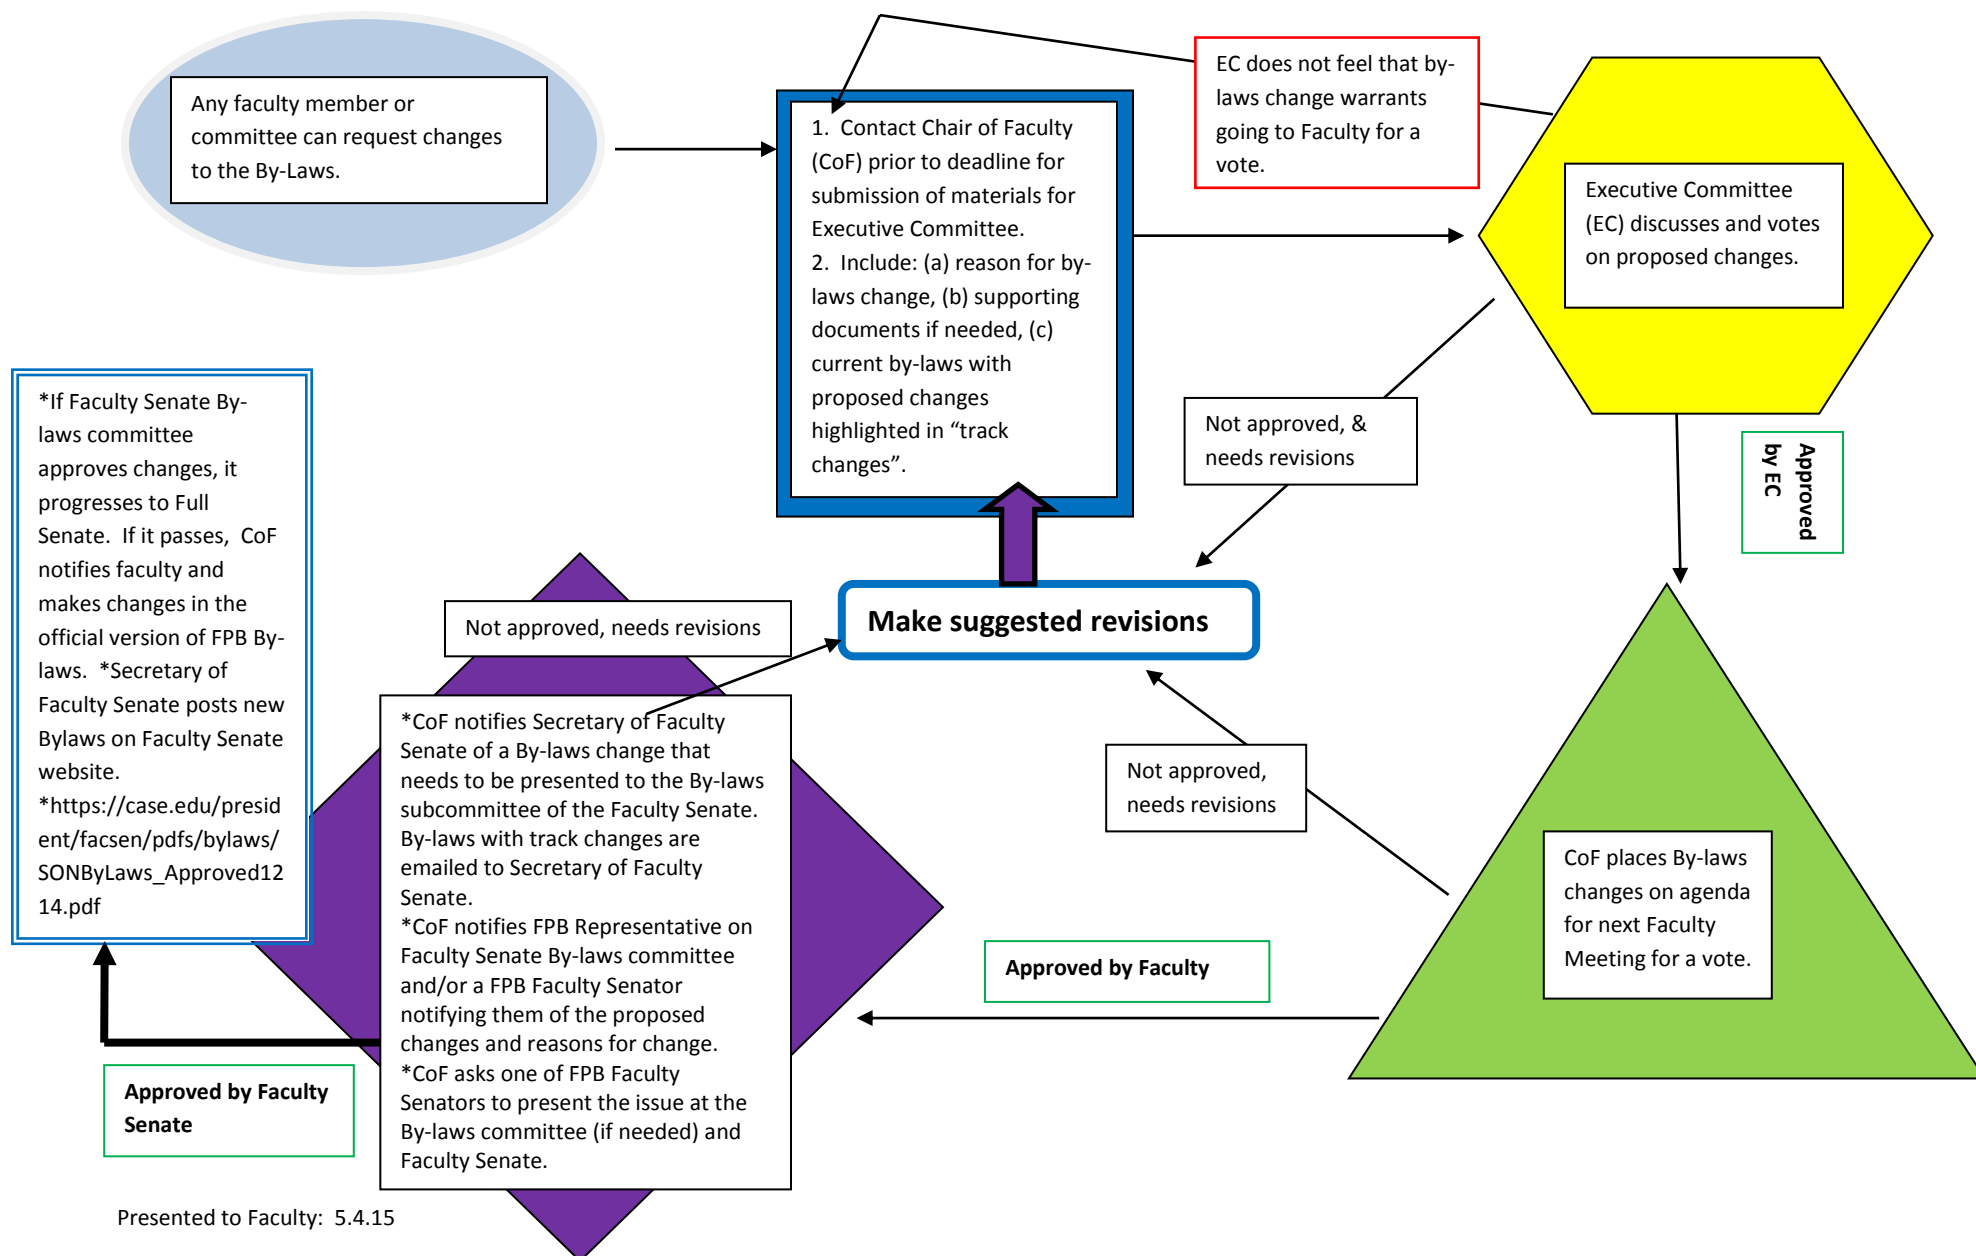 Any faculty member or
committee can request changes
to the By-Laws.
1.  Contact Chair of Faculty
(CoF) prior to deadline for
submission of materials for
Executive Committee.
2.  Include: (a) reason for by-
laws change, (b) supporting
documents if needed, (c)
current by-laws with
proposed changes
highlighted in “track
changes”.
EC does not feel that by-
laws change warrants
going to Faculty for a
vote.
Executive Committee
(EC) discusses and votes
on proposed changes.
Not approved, &
needs revisions
Approved
by EC
Make suggested revisions
Not approved, needs revisions
Not approved,
needs revisions
CoF places By-laws
changes on agenda
for next Faculty
Meeting for a vote.
Approved by Faculty
*CoF notifies Secretary of Faculty
Senate of a By-laws change that
needs to be presented to the By-laws
subcommittee of the Faculty Senate.
By-laws with track changes are
emailed to Secretary of Faculty
Senate.
*CoF notifies FPB Representative on
Faculty Senate By-laws committee
and/or a FPB Faculty Senator
notifying them of the proposed
changes and reasons for change.
*CoF asks one of FPB Faculty
Senators to present the issue at the
By-laws committee (if needed) and
Faculty Senate.
*If Faculty Senate By-
laws committee
approves changes, it
progresses to Full
Senate.  If it passes,  CoF
notifies faculty and
makes changes in the
official version of FPB By-
laws.  *Secretary of
Faculty Senate posts new
Bylaws on Faculty Senate
website.
*https://case.edu/presid
ent/facsen/pdfs/bylaws/
SONByLaws_Approved12
14.pdf
Approved by Faculty
Senate
Presented to Faculty:  5.4.15